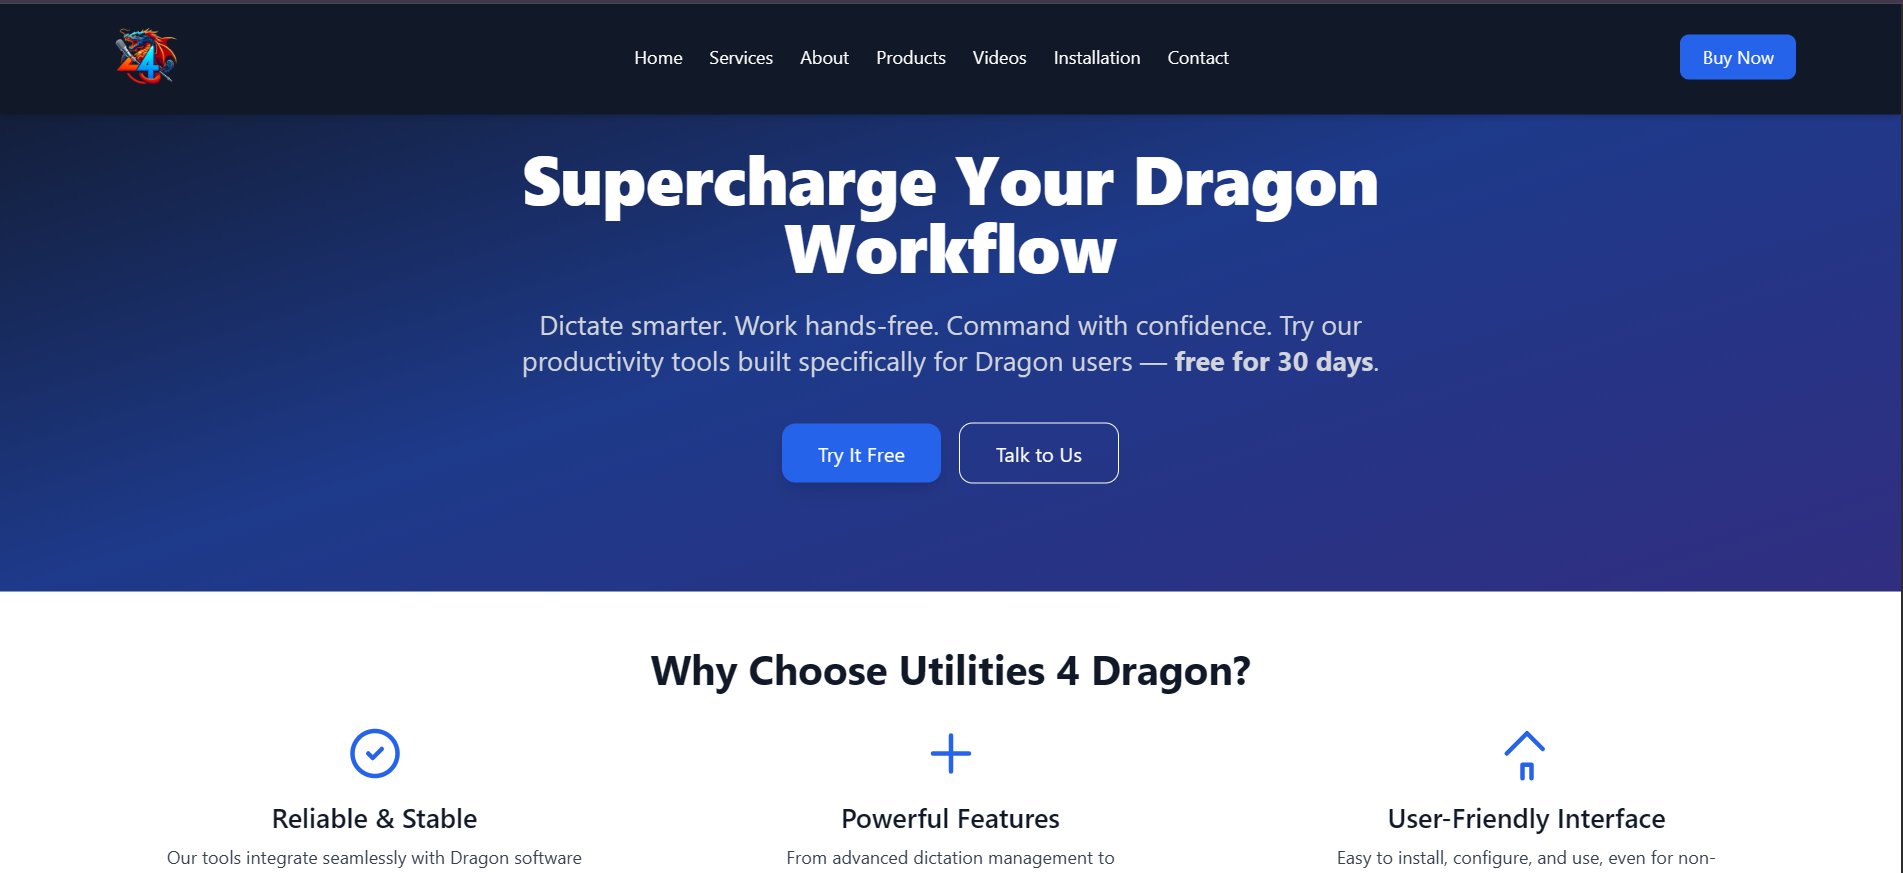 24
Home Services About Products Videos Installation Contact
Buy Now
Supercharge Your Dragon
Workflow
Dictate smarter. Work hands-free. Command with confidence. Try our
productivity tools built specifically for Dragon users — free for 30 days.
Try It Free
Talk to Us
Why Choose Utilities 4 Dragon?
Reliable & Stable
Our tools integrate seamlessly with Dragon software
Powerful Features
From advanced dictation management to
User-Friendly Interface
Easy to install, configure, and use, even for non-